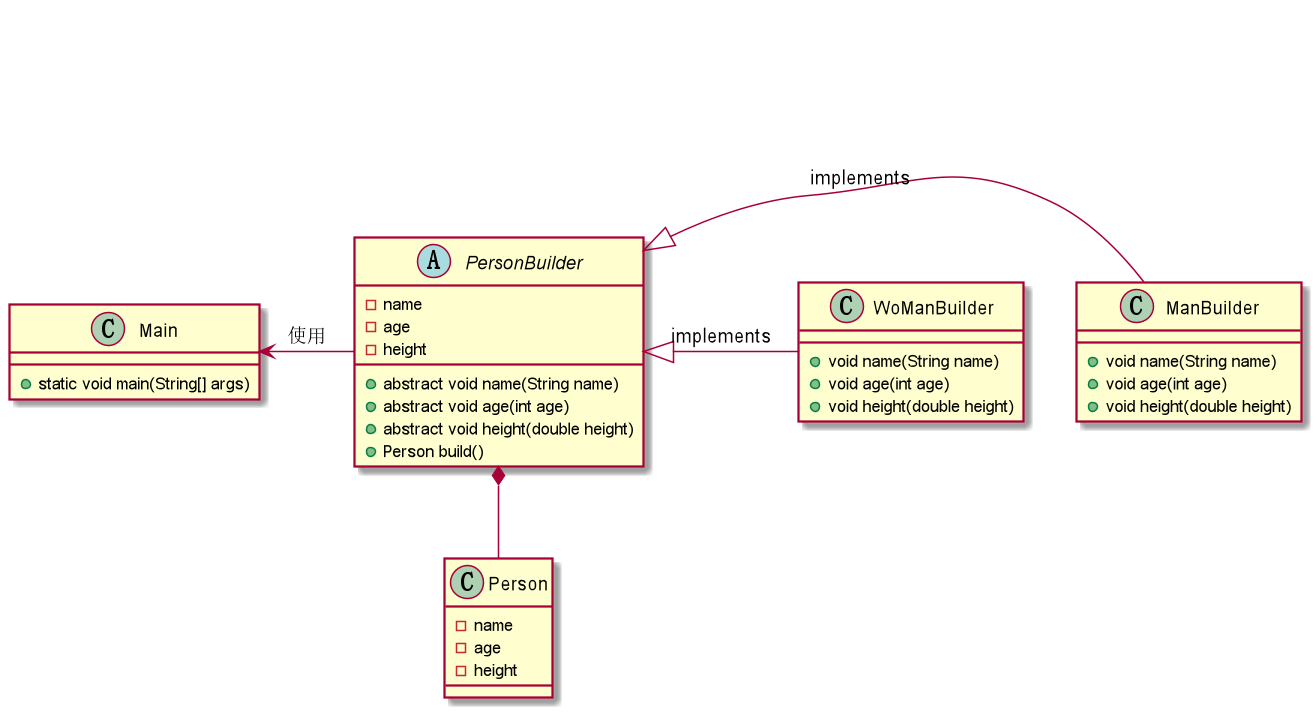 implements
A PersonBuilder
name
age
height
abstract void name(String name)
abstract void age(int age)
abstract void height(double height)
Person build()
C Main
static void main(String[] args)
使用
implements
C WoManBuilder
void name(String name)
void age(int age)
void height(double height)
C ManBuilder
void name(String name)
void age(int age)
void height(double height)
C Person
name
age
height